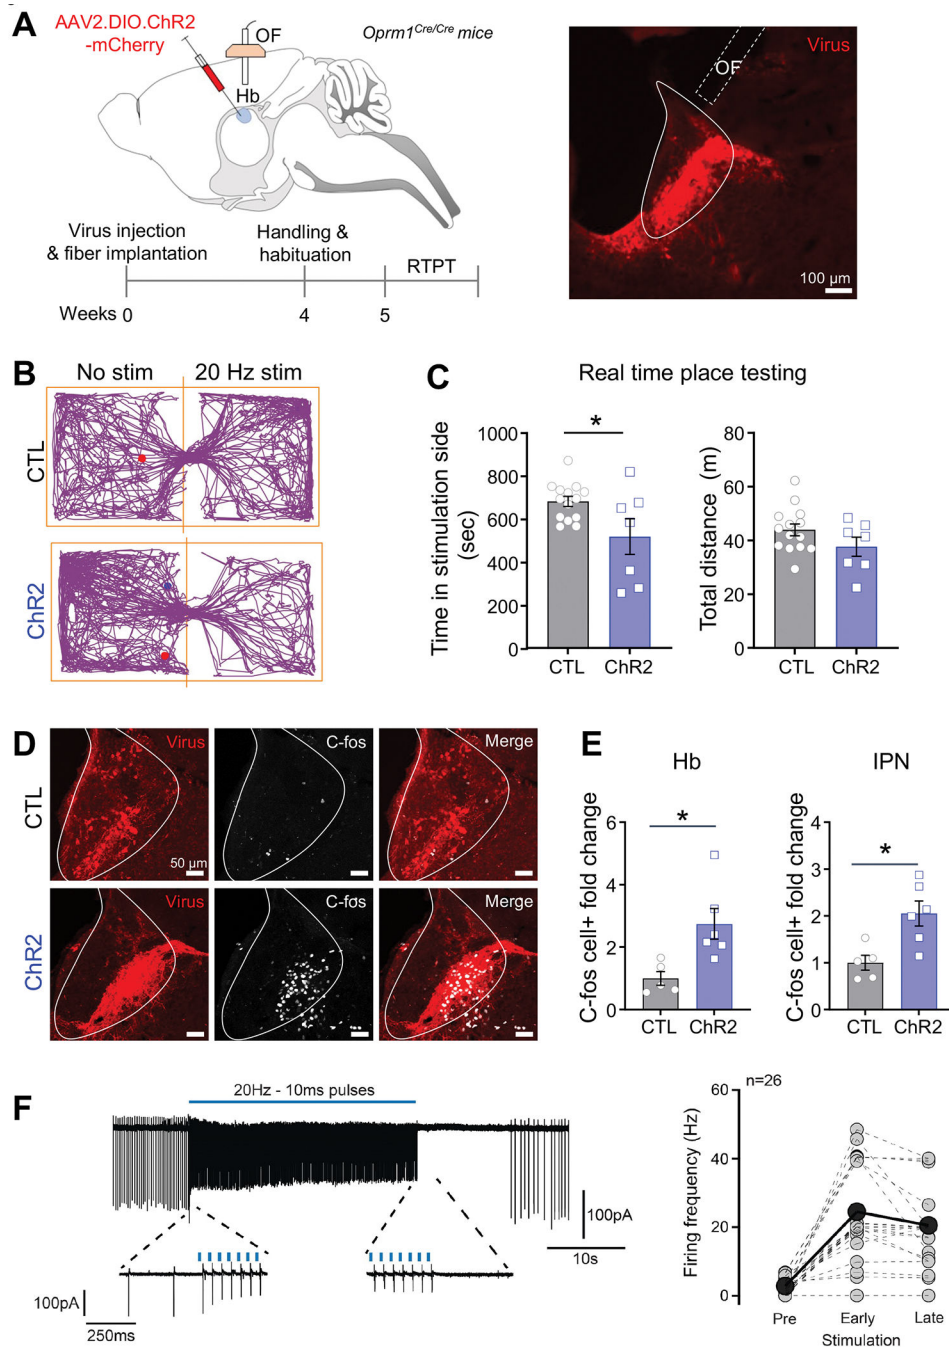 A
AAV2.DIO.ChR2
-mCherry
OF
Hb
Oprm1Cre/Cre mice
Virus injection
& fiber implantation
Handling &
habituation
RTPT
Weeks 0
4
5
Virus
OF
100 µm
B
No stim
20 Hz stim
CTL
ChR2
C
Real time place testing
Time in stimulation side
(sec)
1000
800
600
400
200
0
*
CTL
ChR2
Total distance (m)
80
60
40
20
0
CTL
ChR2
D
CTL
Virus
50 µm
C-fos
Merge
ChR2
Virus
C-fos
Merge
E
Hb
C-fos cell+ fold change
6
4
2
0
*
CTL
ChR2
IPN
C-fos cell+ fold change
4
3
2
1
0
*
CTL
ChR2
F
20Hz - 10ms pulses
100pA
10s
100pA
250ms
n=26
Firing frequency (Hz)
60
40
20
0
Pre
Early
Late
Stimulation